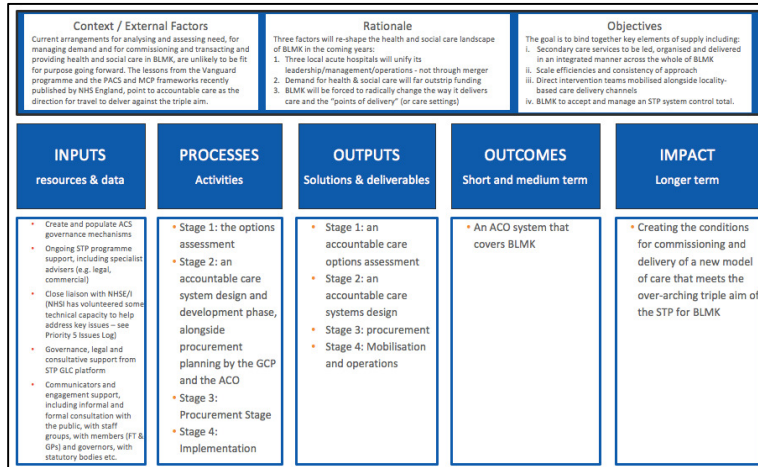 Context / External Factors
Current arrangements for analysing and assessing need, for
managing demand and for commissioning and transacting and
providing health and social care in BLMK, are unlikely to be fit
for purpose going forward. The lessons from the Vanguard
programme and the PACS and MCP frameworks recently
published by NHS England, point to accountable care as the
direction for travel to deliver against the triple aim.
Rationale
Three factors will re-shape the health and social care landscape
of BLMK in the coming years:
1. Three local acute hospitals will unify its
leadership/management/operations - not through merger
2. Demand for health & social care will far outstrip funding
3. BLMK will be forced to radically change the way it delivers
care and the “points of delivery” (or care settings)
Objectives
The goal is to bind together key elements of supply including:
i. Secondary care services to be led, organised and delivered
in an integrated manner across the whole of BLMK
ii. Scale efficiencies and consistency of approach
iii. Direct intervention teams mobilised alongside locality-
based care delivery channels
iv. BLMK to accept and manage an STP system control total.
INPUTS
resources & data
• Create and populate ACS
governance mechanisms
• Ongoing STP programme
support, including specialist
advisers (e.g. legal,
commercial)
• Close liaison with NHSE/I
(NHSI has volunteered some
technical capacity to help
address key issues – see
Priority 5 Issues Log)
• Governance, legal and
consultative support from
STP GLC platform
• Communicators and
engagement support,
including informal and
formal consultation with
the public, with staff
groups, with members (FT &
GPs) and governors, with
statutory bodies etc.
PROCESSES
Activities
• Stage 1: the options
assessment
• Stage 2: an
accountable care
system design and
development phase,
alongside
procurement
planning by the GCP
and the ACO
• Stage 3:
Procurement Stage
• Stage 4:
Implementation
OUTPUTS
Solutions & deliverables
• Stage 1: an
accountable care
options assessment
• Stage 2: an
accountable care
systems design
• Stage 3: procurement
• Stage 4: Mobilisation
and operations
OUTCOMES
Short and medium term
• An ACO system that
covers BLMK
IMPACT
Longer term
• Creating the conditions
for commissioning and
delivery of a new model
of care that meets the
over-arching triple aim of
the STP for BLMK